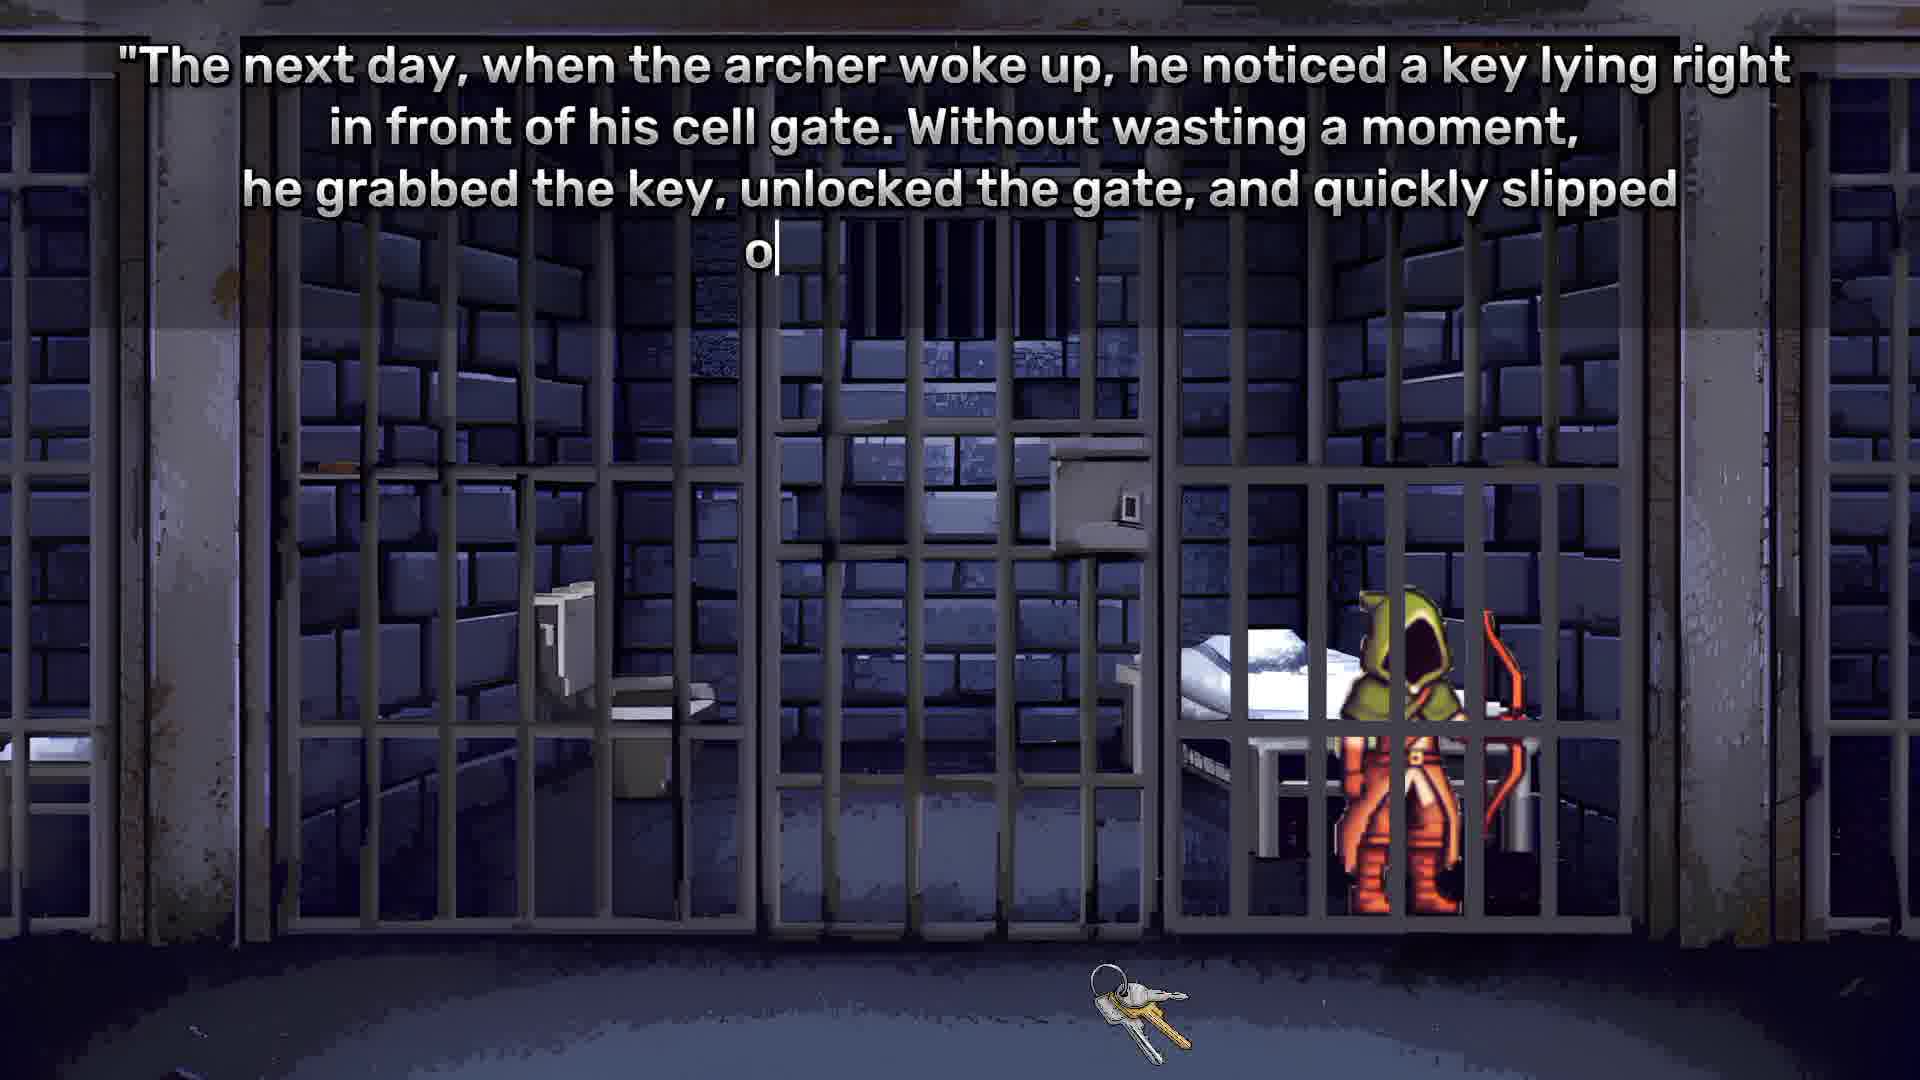 "The next day, when the archer woke up, he noticed a key lying right
in front of his cell gate. Without wasting a moment,
he grabbed the key, unlocked the gate, and quickly slipped
o